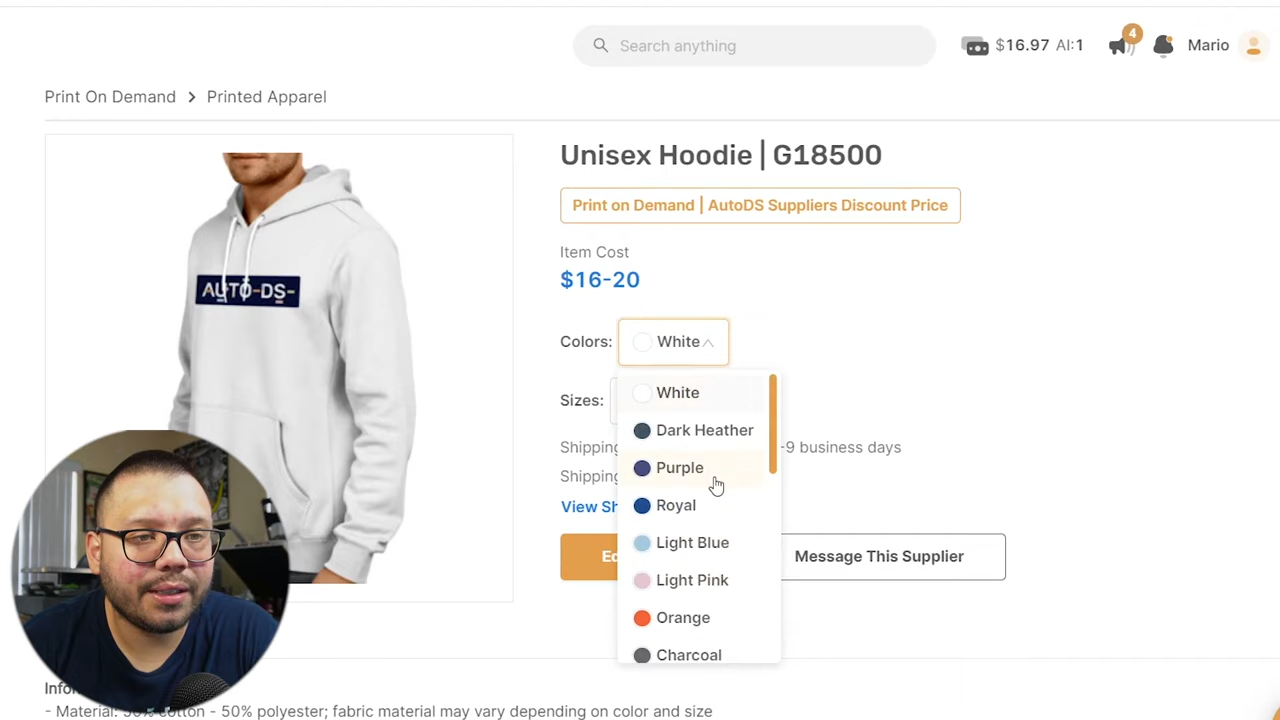 Search anything
$16.97 AI:1
4
Mario
Print On Demand > Printed Apparel
Unisex Hoodie | G18500
Print on Demand | AutoDS Suppliers Discount Price
Item Cost
$16-20
AUTO-DS-
Colors: White
White
Sizes:
Dark Heather
Shipping
-9 business days
Purple
Shipping
Royal
View Sh
Light Blue
Message This Supplier
Light Pink
Orange
Charcoal
- Material: 50% cotton - 50% polyester; fabric material may vary depending on color and size